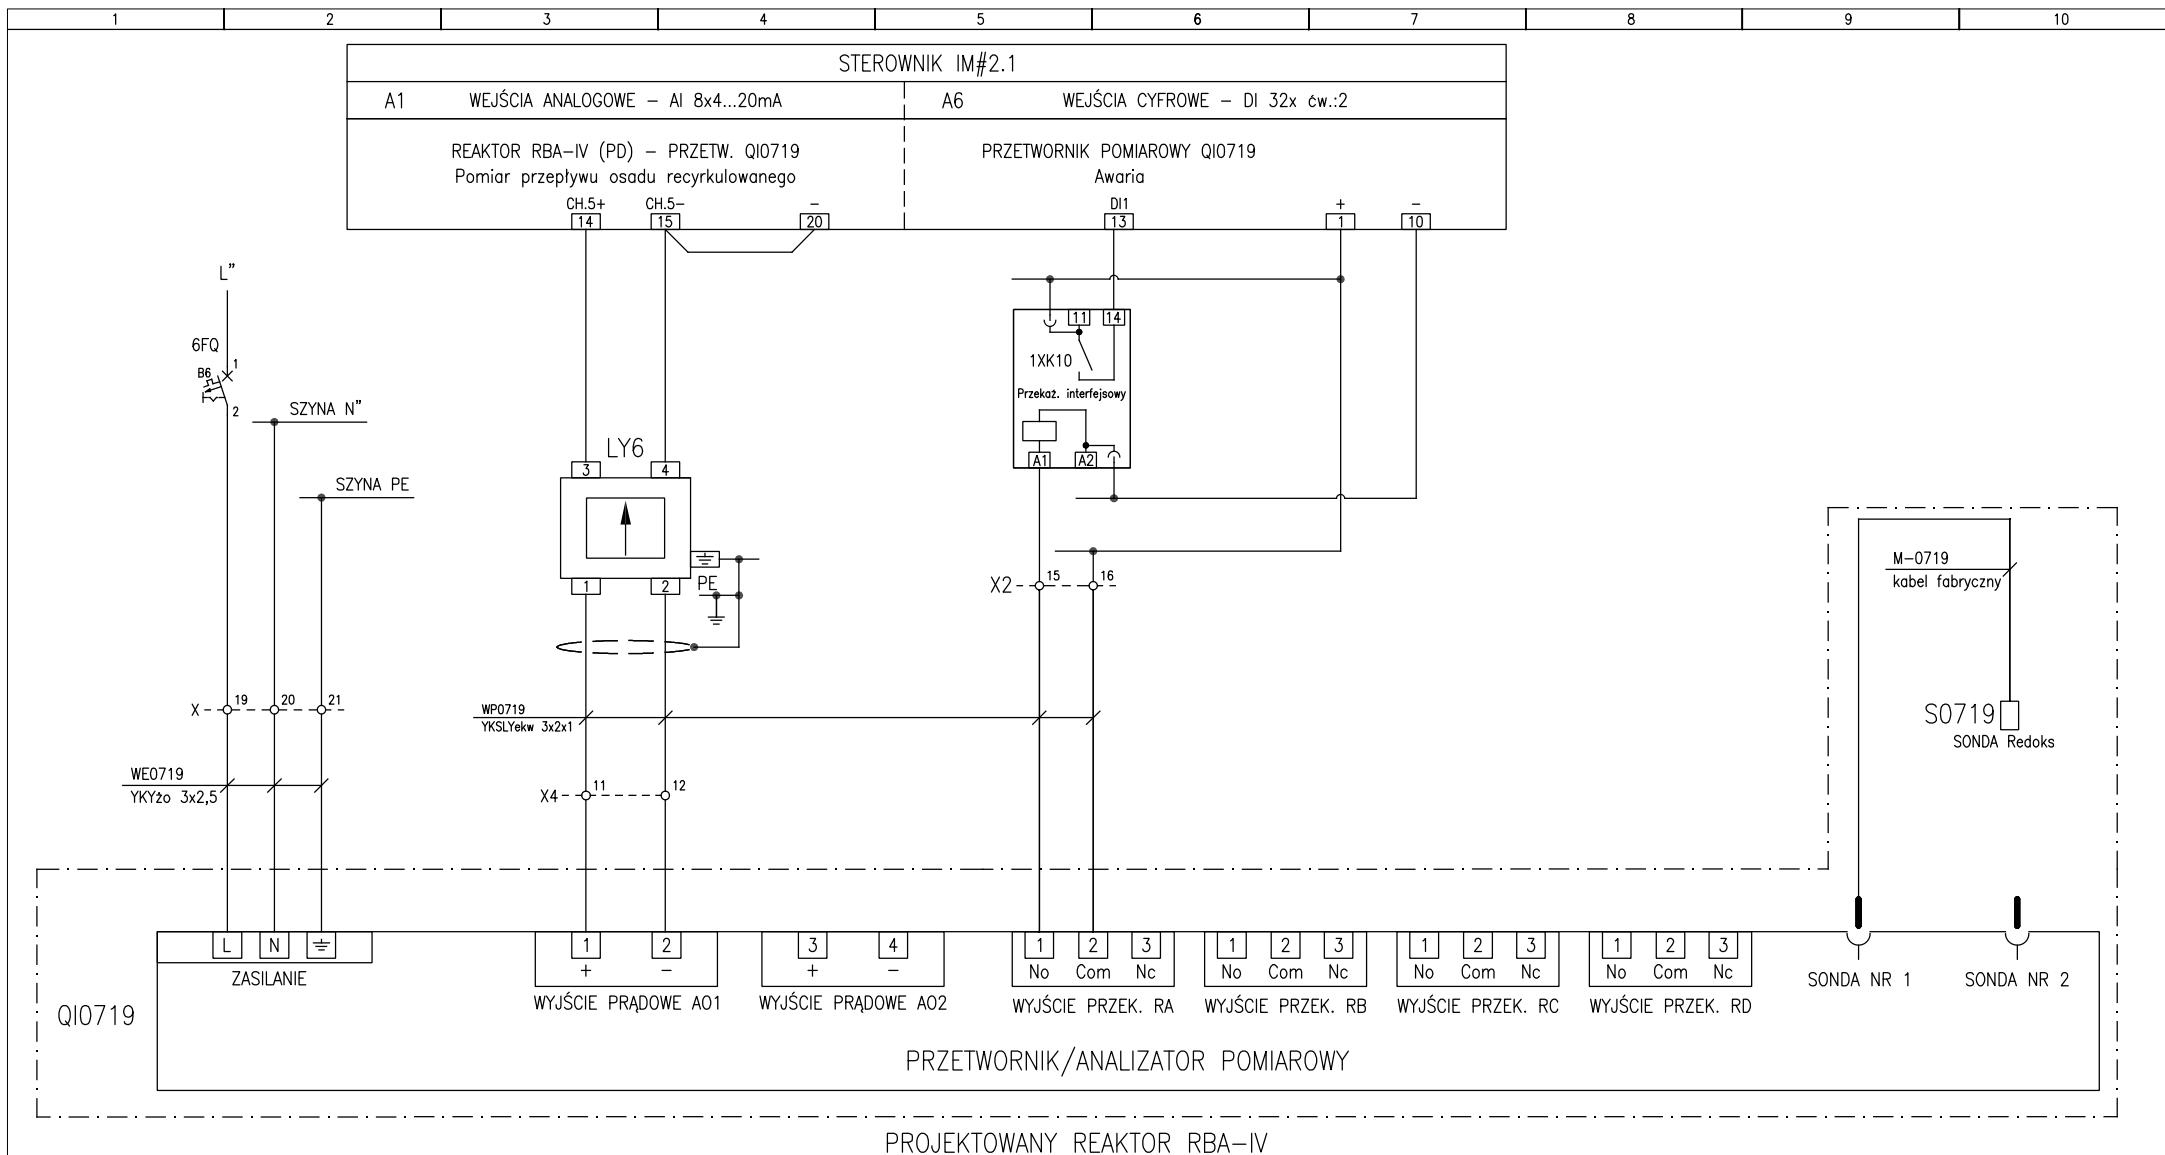 1 2 3 4 5 6 7 8 9 10
STEROWNIK IM#2.1
A1 WEJŚCIA ANALOGOWE – AI 8x4...20mA
A6 WEJŚCIA CYFROWE – DI 32x ćw.:2
REAKTOR RBA–IV (PD) – PRZETW. QI0719
Pomiar przepływu osadu recyrkulowanego
PRZETWORNIK POMIAROWY QI0719
Awaria
CH.5+ CH.5– – DI1 + –
14 15 20 13 1 10
L”
6FQ
1
B6
2
SZYNA N”
SZYNA PE
11 14
1XK10
Przekaź. interfejsowy
A1 A2
LY6
3 4
1 2
PE
X2 15 16
M–0719
kabel fabryczny
S0719
SONDA Redoks
X 19 20 21
WP0719
YKSLYekw 3x2x1
WE0719
YKYżo 3x2,5
X4 11 12
L N
ZASILANIE
1 2
+ –
WYJŚCIE PRĄDOWE AO1
3 4
+ –
WYJŚCIE PRĄDOWE AO2
1 2 3
No Com Nc
WYJŚCIE PRZEK. RA
1 2 3
No Com Nc
WYJŚCIE PRZEK. RB
1 2 3
No Com Nc
WYJŚCIE PRZEK. RC
1 2 3
No Com Nc
WYJŚCIE PRZEK. RD
SONDA NR 1
SONDA NR 2
QI0719
PRZETWORNIK/ANALIZATOR POMIAROWY
PROJEKTOWANY REAKTOR RBA–IV